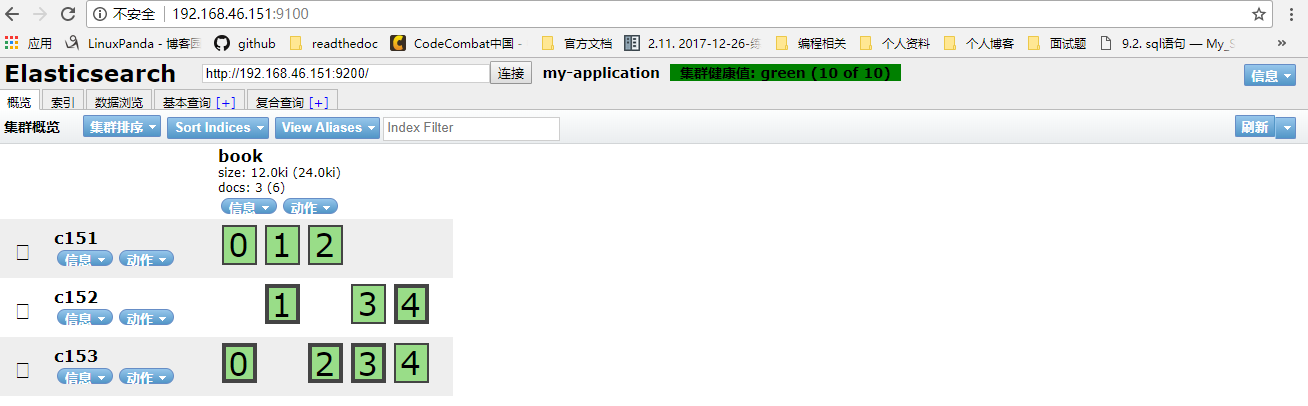 不安全 | 192.168.46.151:9100
应用 LinuxPanda - 博客园 github readthedoc CodeCombat中国 - 官方文档 2.11. 2017-12-26-练 编程相关 个人资料 个人博客 面试题 9.2. sql语句 — My_S »
Elasticsearch http://192.168.46.151:9200/ 连接 my-application 集群健康值: green (10 of 10) 信息
概览 索引 数据浏览 基本查询 [+] 复合查询 [+]
集群概览 集群排序 Sort Indices View Aliases Index Filter 刷新
book
size: 12.0ki (24.0ki)
docs: 3 (6)
信息 动作
c151 0 1 2
信息 动作
c152 1 3 4
信息 动作
c153 0 2 3 4
信息 动作